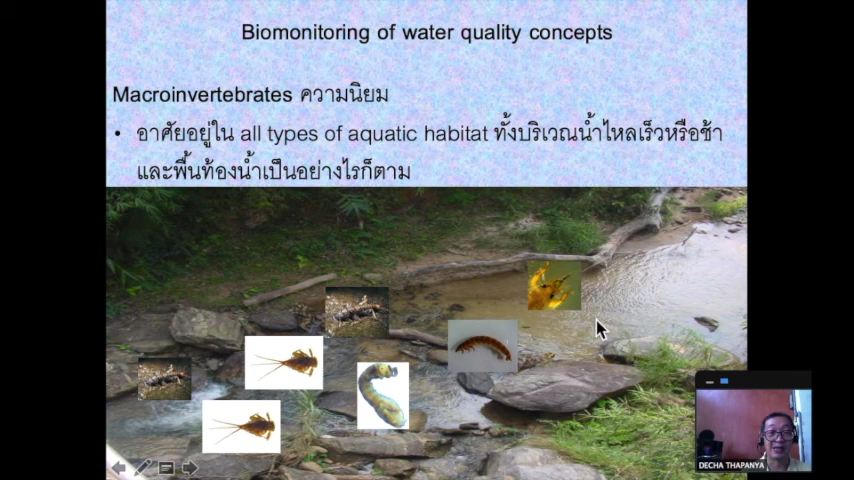 Biomonitoring of water quality concepts
Macroinvertebrates ความนิยม
• อาศัยอยู่ใน all types of aquatic habitat ทั้งบริเวณน้ำไหลเร็วหรือช้า
และพื้นท้องน้ำเป็นอย่างไรก็ตาม
DECHA THAPANYA